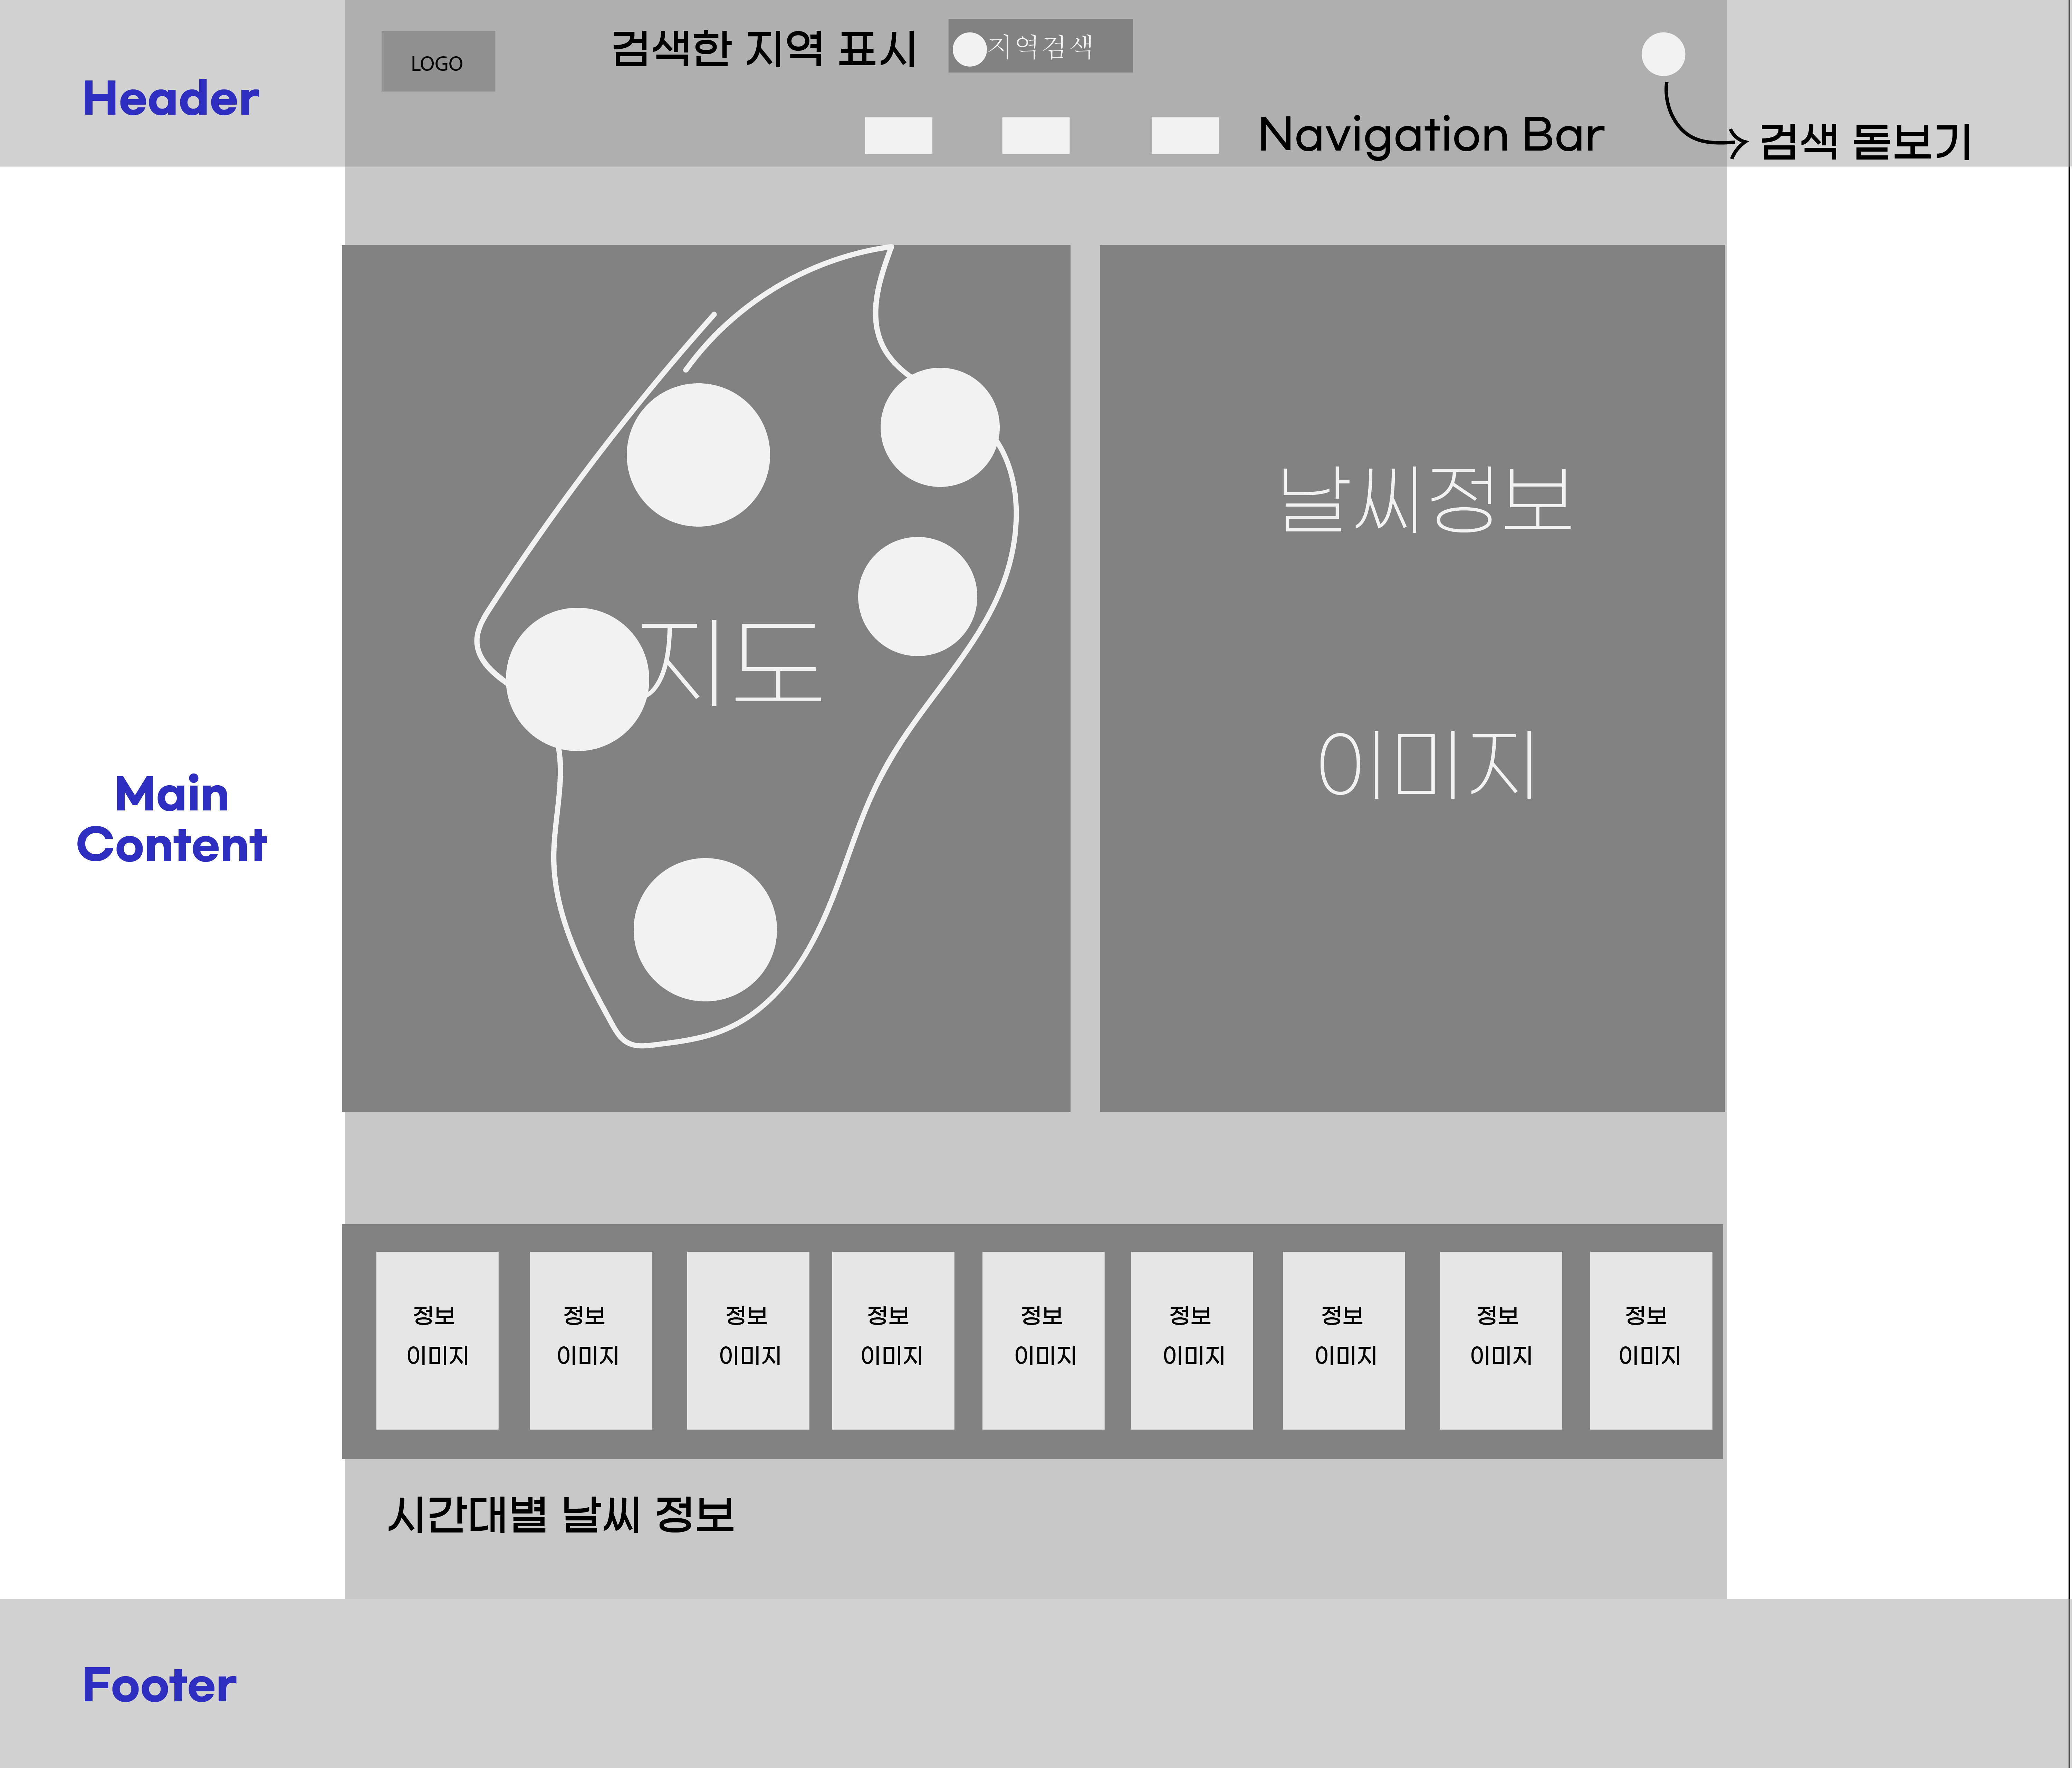 LOGO
검색한 지역 표시
지역검색
Header
Navigation Bar
검색 돋보기
날씨정보
지도
이미지
Main
Content
정보 정보 정보 정보 정보 정보 정보 정보 정보
이미지 이미지 이미지 이미지 이미지 이미지 이미지 이미지 이미지
시간대별 날씨 정보
Footer